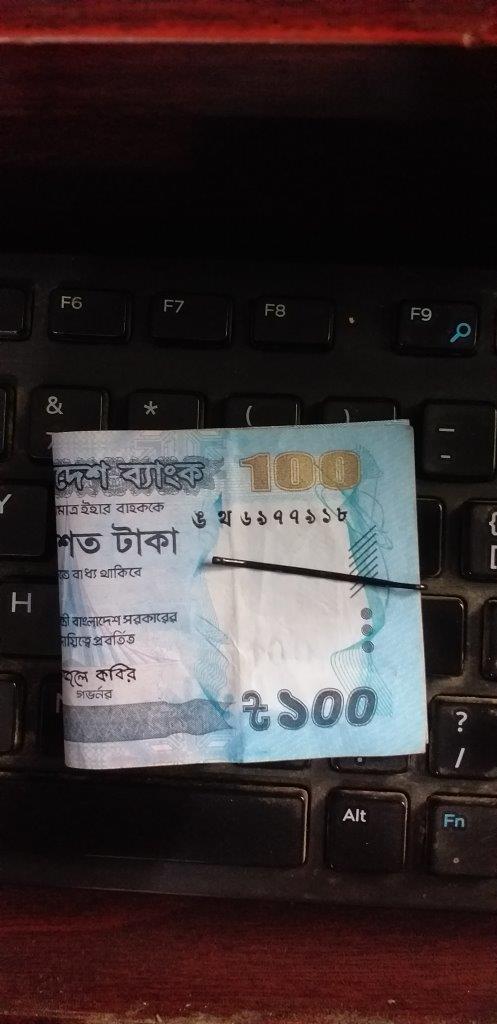 F6 F7 F8 F9
& * ( ) –
-
দেশ ব্যাংক 100
মাত্র ইহার বাহককে
ঙ খ ৬১৭৭১১৮
শত টাকা
তে বাধ্য থাকিবে
H
বাংলাদেশ সরকারের
দায়িত্বে প্রবর্তিত
কবির
গভর্নর
৳১০০
?
/
Alt Fn